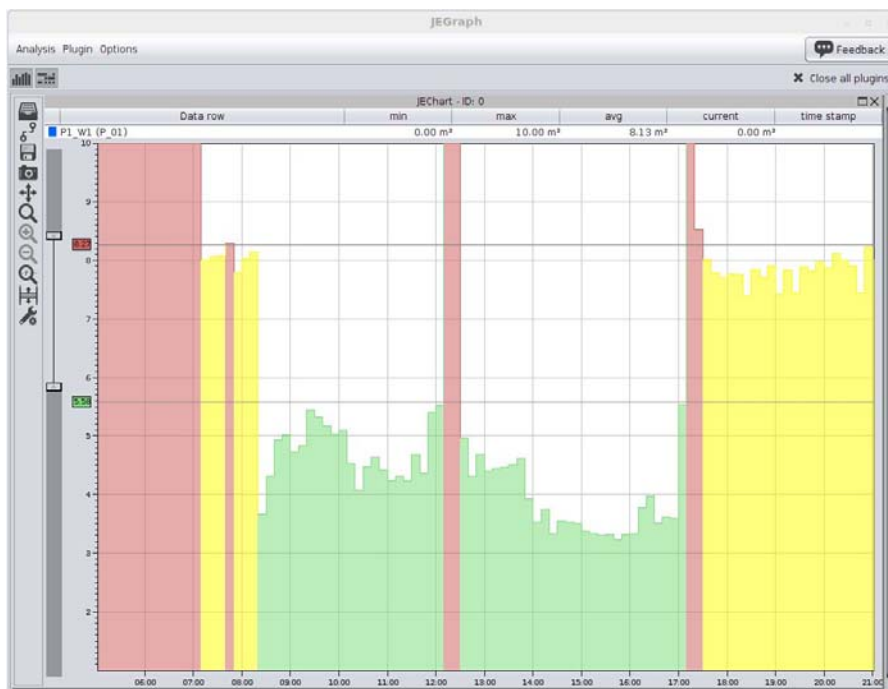 JEGraph
Analysis Plugin Options
Feedback
Close all plugins
JEChart - ID: 0
Data row min max avg current time stamp
P1_W1 (P_01) 0.00 m³ 10.00 m³ 8.13 m³ 0.00 m³
10
9
8
7
6
5.58
5
4
3
2
06:00 07:00 08:00 09:00 10:00 11:00 12:00 13:00 14:00 15:00 16:00 17:00 18:00 19:00 20:00 21:00